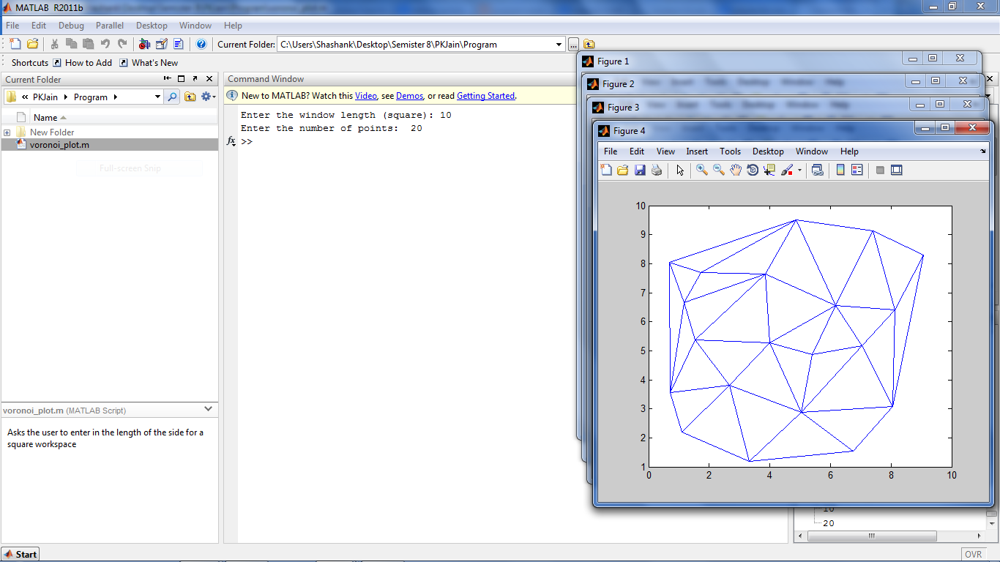 MATLAB R2011b
File Edit Debug Parallel Desktop Window Help
Current Folder: C:\Users\Shashank\Desktop\Semister 8\PKJain\Program
Shortcuts How to Add What's New
Current Folder
« PKJain Program
Name
New Folder
voronoi_plot.m
Full-screen Snip
voronoi_plot.m (MATLAB Script)
Asks the user to enter in the length of the side for a
square workspace
Command Window
New to MATLAB? Watch this Video, see Demos, or read Getting Started.
Enter the window length (square): 10
Enter the number of points: 20
fx >>
Figure 1
Figure 2
Figure 3
Figure 4
File Edit View Insert Tools Desktop Window Help
10
9
8
7
6
5
4
3
2
1
0 2 4 6 8 10
10
20
Start
OVR